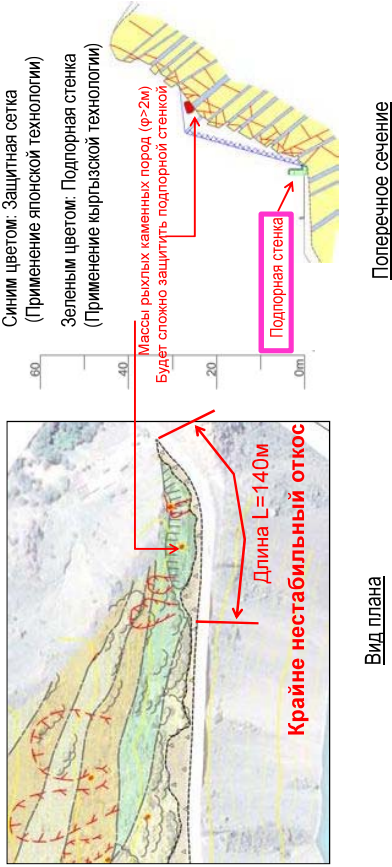 Синим цветом: Защитная сетка
(Применение японской технологии)
Зеленым цветом: Подпорная стенка
(Применение кыргызской технологии)
Массы рыхлых каменных пород (φ>2м)
Будет сложно защитить подпорной стенкой
60
40
20
0m
Подпорная стенка
Поперечное сечение
Длина L=140м
Крайне нестабильный откос
Вид плана